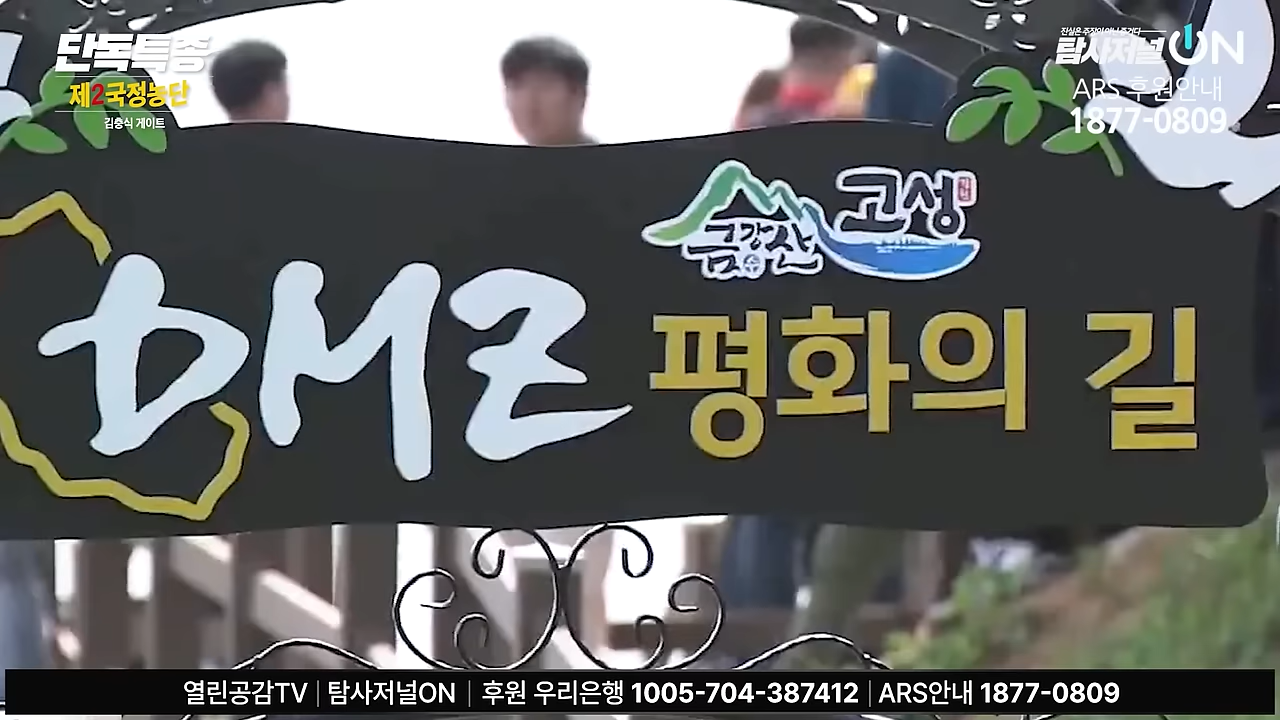 단독특종
제2국정농단
김충식 게이트
진실은 주장이 아닌 증거다
탐사저널 ON
ARS 후원안내
1877-0809
고성
금강산
DMZ 평화의 길
열린공감TV | 탐사저널ON | 후원 우리은행 1005-704-387412 | ARS안내 1877-0809